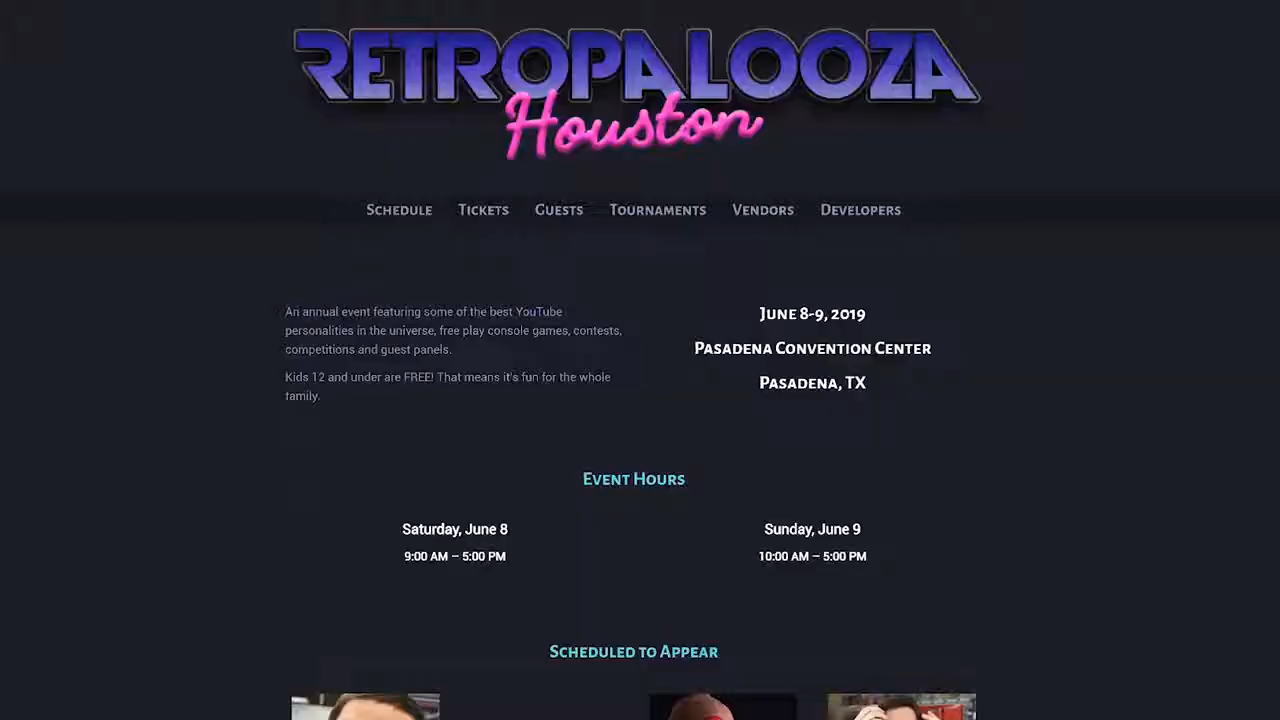 RETROPALOOZA
Houston
Schedule Tickets Guests Tournaments Vendors Developers
An annual event featuring some of the best YouTube
personalities in the universe, free play console games, contests,
competitions and guest panels.
Kids 12 and under are FREE! That means it's fun for the whole
family.
June 8-9, 2019
Pasadena Convention Center
Pasadena, TX
Event Hours
Saturday, June 8
9:00 AM – 5:00 PM
Sunday, June 9
10:00 AM – 5:00 PM
Scheduled to Appear